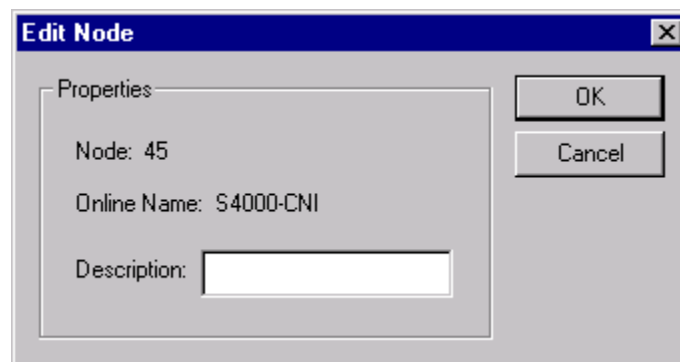 Edit Node
Properties
OK
Node: 45
Cancel
Online Name: S4000-CNI
Description: